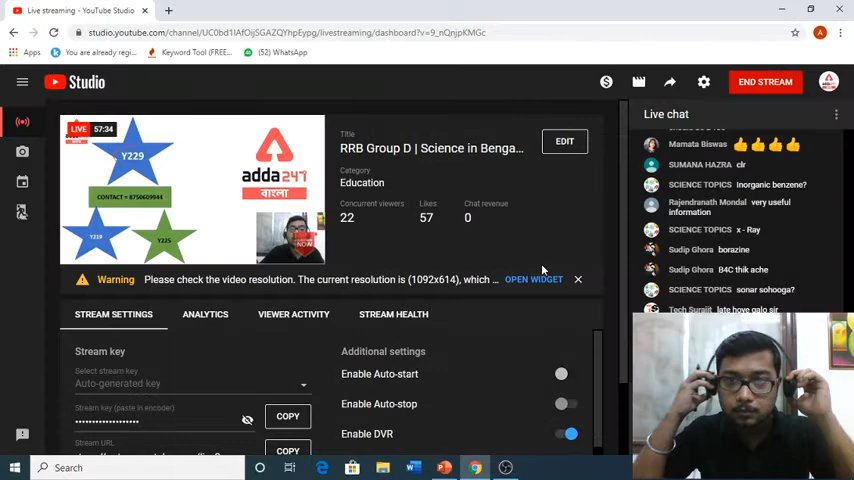 Live streaming - YouTube Studio
studio.youtube.com/channel/UC0bd1IAfOijSGAZQYhpEypg/livestreaming/dashboard?v=9_nQnjpKMGc
A
Apps
You are already regi...
Keyword Tool (FREE...
(52) WhatsApp
Studio
END STREAM
LIVE 57:34
Y229
CONTACT = 8750609944
Y219
Y225
adda247
বাংলা
NOW
Title
RRB Group D | Science in Benga...
EDIT
Category
Education
Concurrent viewers
Likes
Chat revenue
22
57
0
Warning
Please check the video resolution. The current resolution is (1092x614), which ...
OPEN WIDGET
STREAM SETTINGS
ANALYTICS
VIEWER ACTIVITY
STREAM HEALTH
Stream key
Select stream key
Auto-generated key
Stream key (paste in encoder)
••••••••••••••••••
COPY
Stream URL
COPY
Additional settings
Enable Auto-start
Enable Auto-stop
Enable DVR
Live chat
Mamata Biswas 👍👍👍👍
SUMANA HAZRA clr
SCIENCE TOPICS Inorganic benzene?
Rajendranath Mondal very useful
information
SCIENCE TOPICS x - Ray
Sudip Ghora borazine
Sudip Ghora B4C thik ache
SCIENCE TOPICS sonar sohooga?
Tech Surajit late hoye galo sir
Search